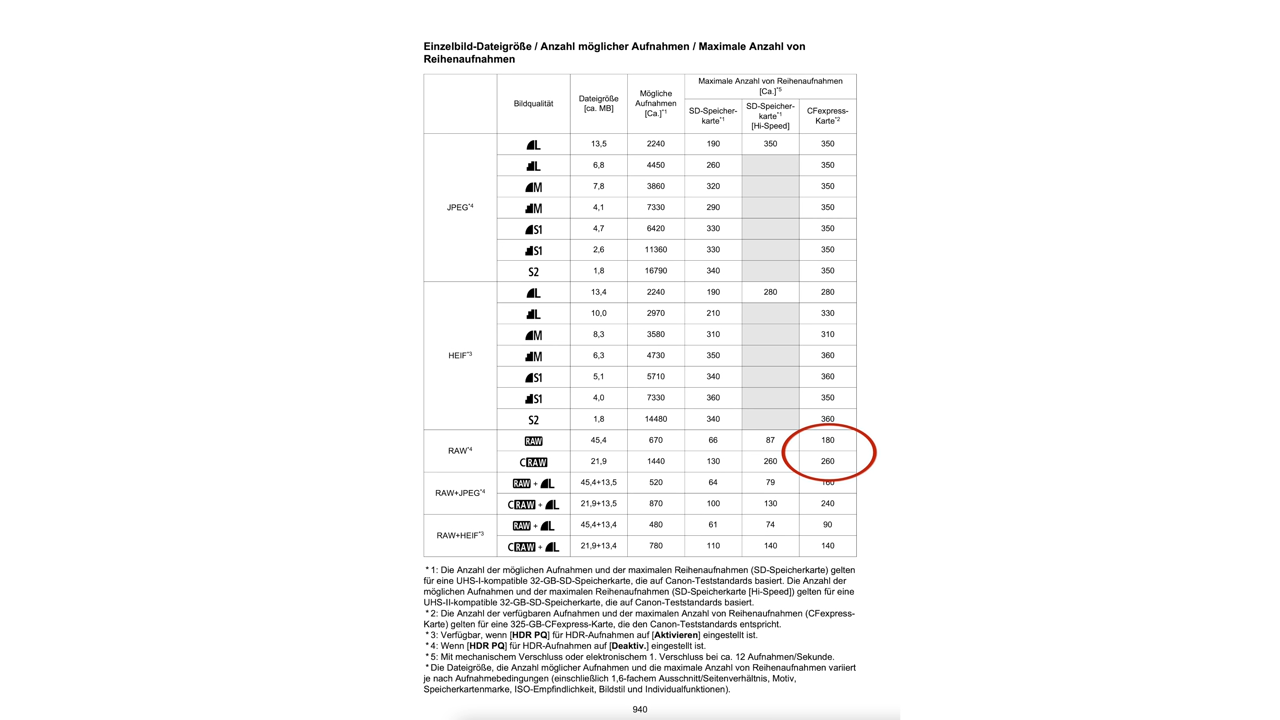 Einzelbild-Dateigröße / Anzahl möglicher Aufnahmen / Maximale Anzahl von
Reihenaufnahmen
Bildqualität
Dateigröße
[ca. MB]
Mögliche
Aufnahmen
[Ca.]*1
Maximale Anzahl von Reihenaufnahmen
[Ca.]*5
SD-Speicher-
karte*1
SD-Speicher-
karte*1
[Hi-Speed]
CFexpress-
Karte*2
JPEG*4
L 13,5 2240 190 350 350
L 6,8 4450 260 350
M 7,8 3860 320 350
M 4,1 7330 290 350
S1 4,7 6420 330 350
S1 2,6 11360 330 350
S2 1,8 16790 340 350
HEIF*3
L 13,4 2240 190 280 280
L 10,0 2970 210 330
M 8,3 3580 310 310
M 6,3 4730 350 360
S1 5,1 5710 340 360
S1 4,0 7330 360 350
S2 1,8 14480 340 360
RAW*4
RAW 45,4 670 66 87 180
CRAW 21,9 1440 130 260 260
RAW+JPEG*4
RAW + L 45,4+13,5 520 64 79 160
CRAW + L 21,9+13,5 870 100 130 240
RAW+HEIF*3
RAW + L 45,4+13,4 480 61 74 90
CRAW + L 21,9+13,4 780 110 140 140
*1: Die Anzahl der möglichen Aufnahmen und der maximalen Reihenaufnahmen (SD-Speicherkarte) gelten
für eine UHS-I-kompatible 32-GB-SD-Speicherkarte, die auf Canon-Teststandards basiert. Die Anzahl der
möglichen Aufnahmen und der maximalen Reihenaufnahmen (SD-Speicherkarte [Hi-Speed]) gelten für eine
UHS-II-kompatible 32-GB-SD-Speicherkarte, die auf Canon-Teststandards basiert.
*2: Die Anzahl der verfügbaren Aufnahmen und der maximalen Anzahl von Reihenaufnahmen (CFexpress-
Karte) gelten für eine 325-GB-CFexpress-Karte, die den Canon-Teststandards entspricht.
*3: Verfügbar, wenn [HDR PQ] für HDR-Aufnahmen auf [Aktivieren] eingestellt ist.
*4: Wenn [HDR PQ] für HDR-Aufnahmen auf [Deaktiv.] eingestellt ist.
*5: Mit mechanischem Verschluss oder elektronischem 1. Verschluss bei ca. 12 Aufnahmen/Sekunde.
*Die Dateigröße, die Anzahl möglicher Aufnahmen und die maximale Anzahl von Reihenaufnahmen variiert
je nach Aufnahmebedingungen (einschließlich 1,6-fachem Ausschnitt/Seitenverhältnis, Motiv,
Speicherkartenmarke, ISO-Empfindlichkeit, Bildstil und Individualfunktionen).
940